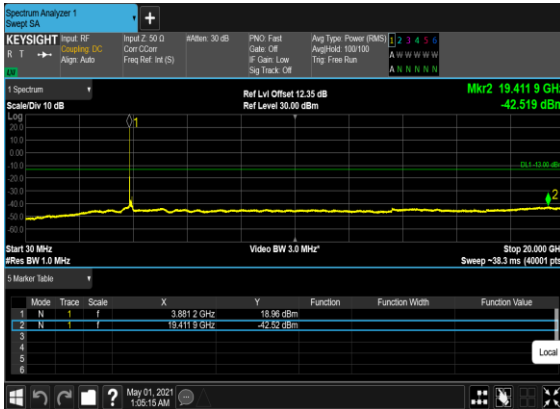 Spectrum Analyzer 1
Swept SA
+
KEYSIGHT Input: RF Input Z: 50 Ω #Atten: 30 dB PNO: Fast Avg Type: Power (RMS) 1 2 3 4 5 6
R T Coupling: DC Corr CCorr Gate: Off Avg|Hold: 100/100 A W W W W W
Align: Auto Freq Ref: Int (S) IF Gain: Low Trig: Free Run
Sig Track: Off A N N N N N
1 Spectrum
Ref Lvl Offset 12.35 dB Mkr2 19.411 9 GHz
Scale/Div 10 dB Ref Level 30.00 dBm -42.519 dBm
Log
20.0
10.0
0.00
-10.0
-20.0
-30.0
-40.0
-50.0
-60.0
1
DL1 -13.00 dBm
2
Start 30 MHz Video BW 3.0 MHz* Stop 20.000 GHz
#Res BW 1.0 MHz Sweep ~38.3 ms (40001 pts)
5 Marker Table
Mode Trace Scale X Y Function Function Width Function Value
1 N 1 f 3.881 2 GHz 18.96 dBm
2 N 1 f 19.411 9 GHz -42.52 dBm
3
4
5
6
Local
? May 01, 2021
1:05:15 AM